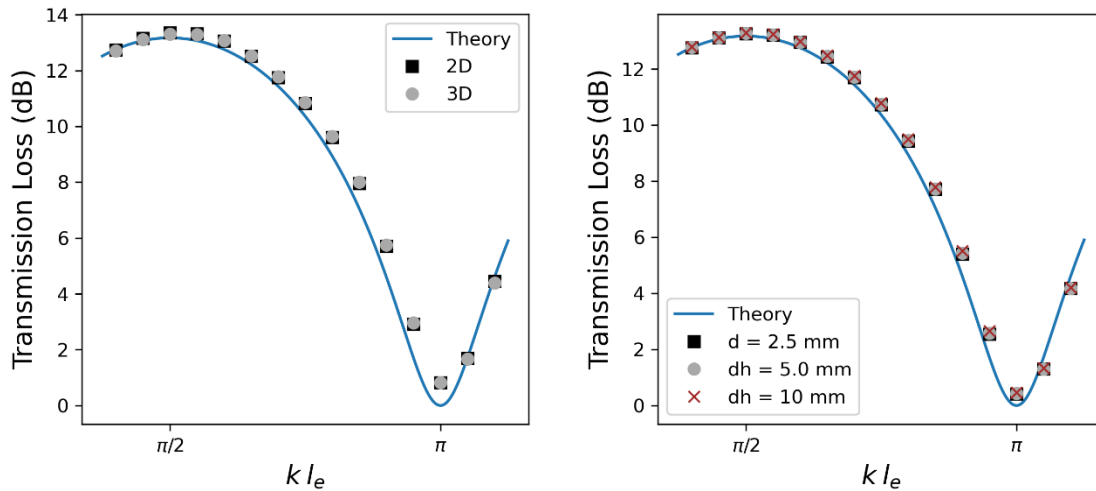 14
12
10
8
6
4
2
0
Transmission Loss (dB)
Theory
2D
3D
π/2
π
k l_e
12
10
8
6
4
2
0
Transmission Loss (dB)
Theory
d = 2.5 mm
dh = 5.0 mm
dh = 10 mm
π/2
π
k l_e